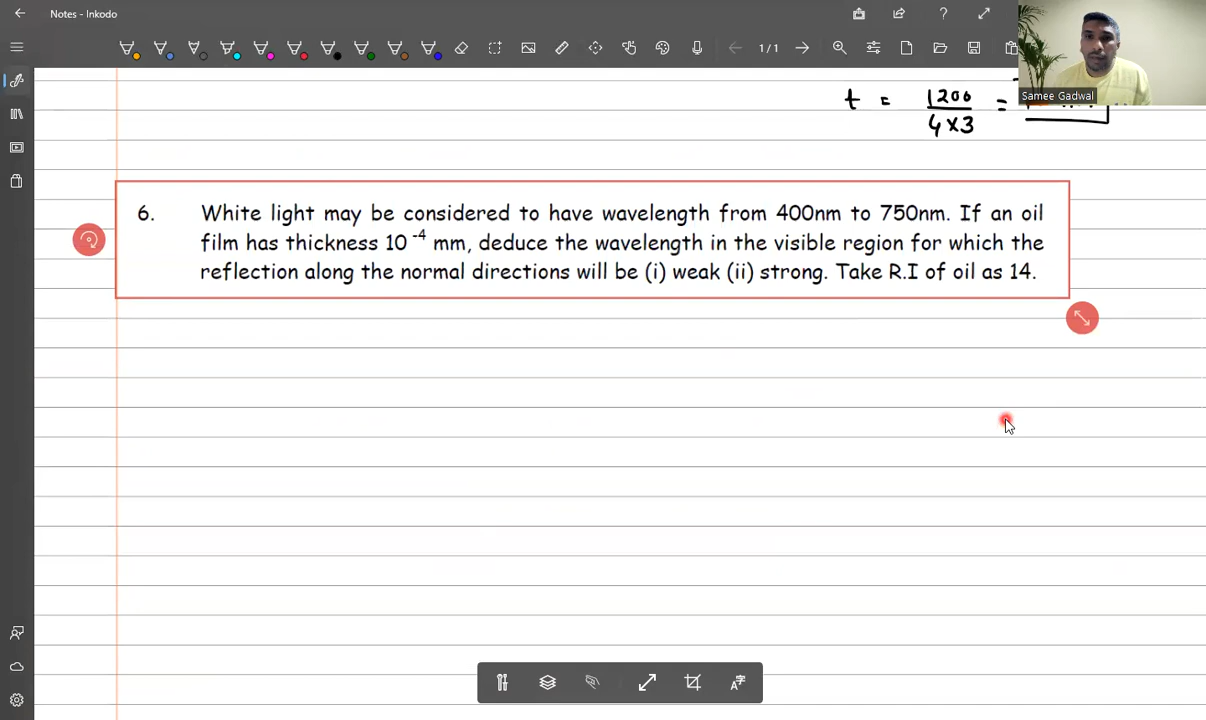 Notes - Inkodo
1 / 1
t = 1200 / 4 x 3 =
Samee Gadwal
6. White light may be considered to have wavelength from 400nm to 750nm. If an oil
film has thickness 10 -4 mm, deduce the wavelength in the visible region for which the
reflection along the normal directions will be (i) weak (ii) strong. Take R.I of oil as 14.